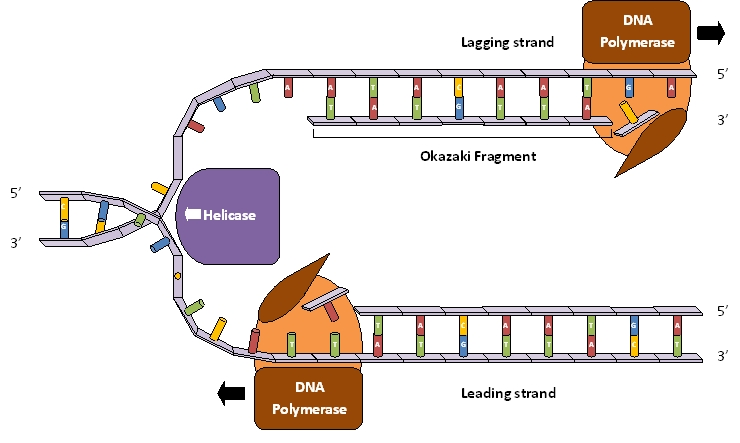 DNA
Polymerase
Lagging strand
5′
A A T A C A A T G A
T A T G T T A
3′
Okazaki Fragment
5′
C
G
3′
Helicase
5′
T A C A A T G A
T T A T G T T A C T
3′
DNA
Polymerase
Leading strand